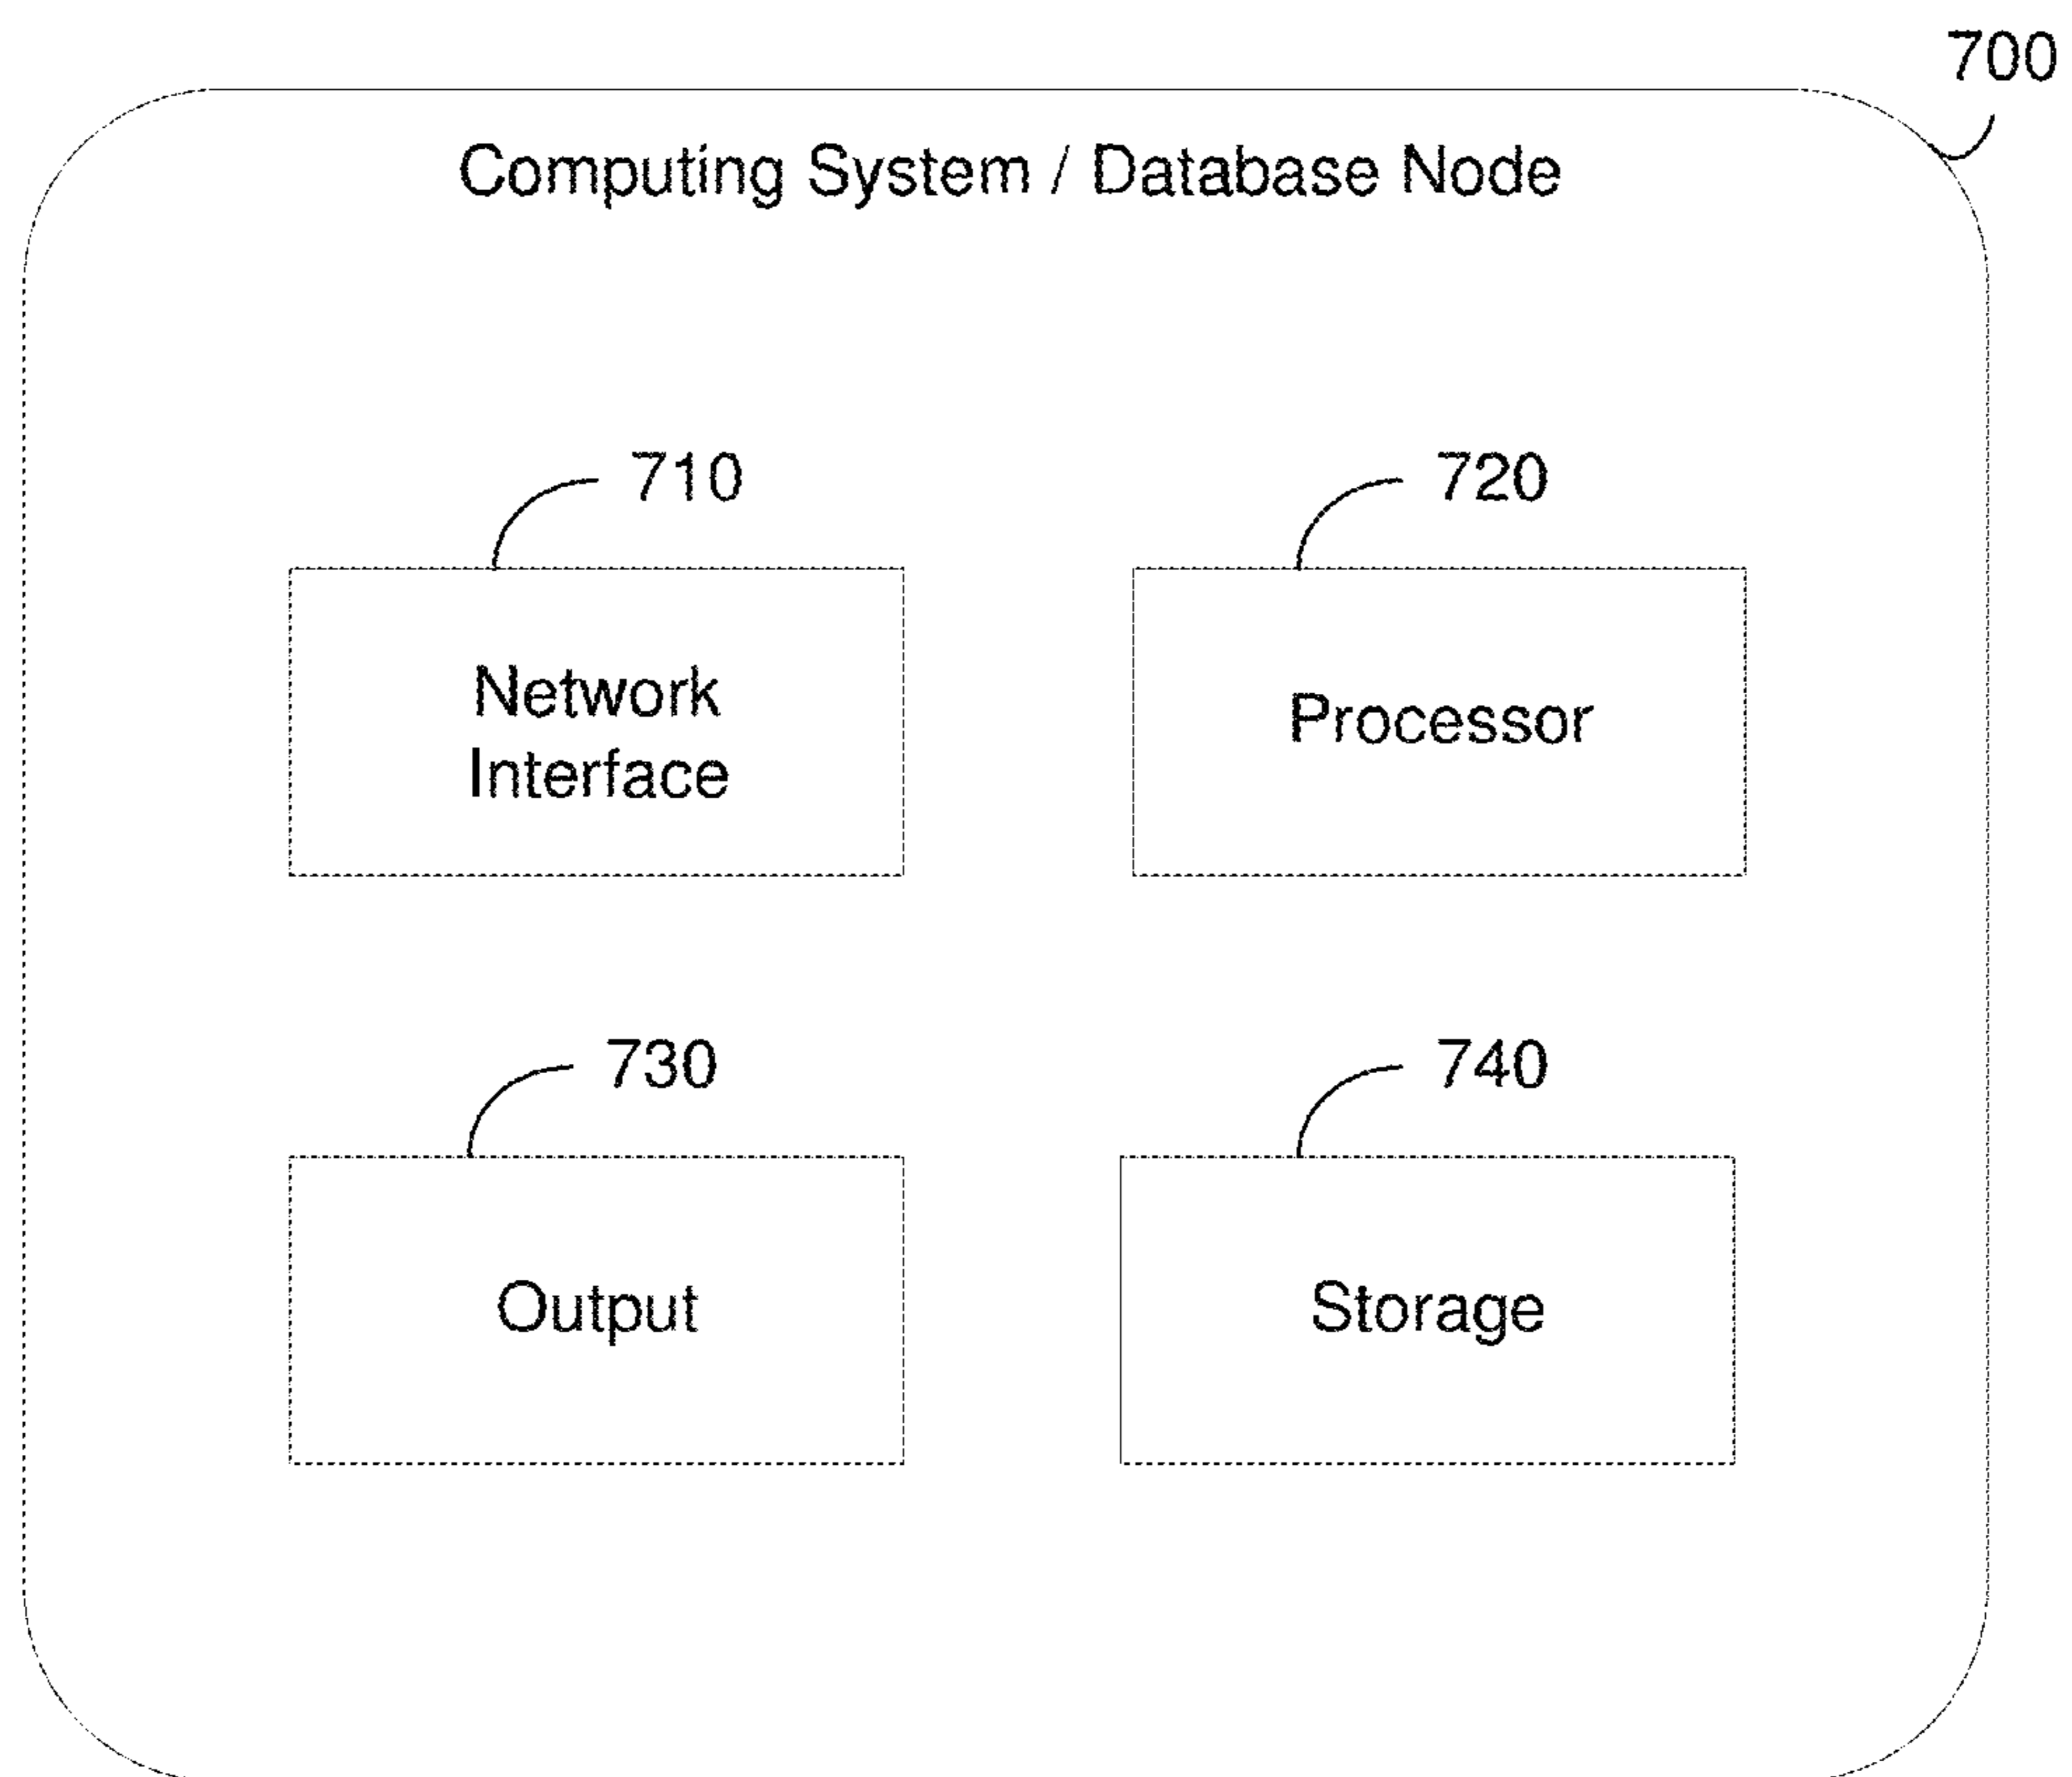 700
Computing System / Database Node
710
720
Network
Interface
Processor
730
740
Output
Storage